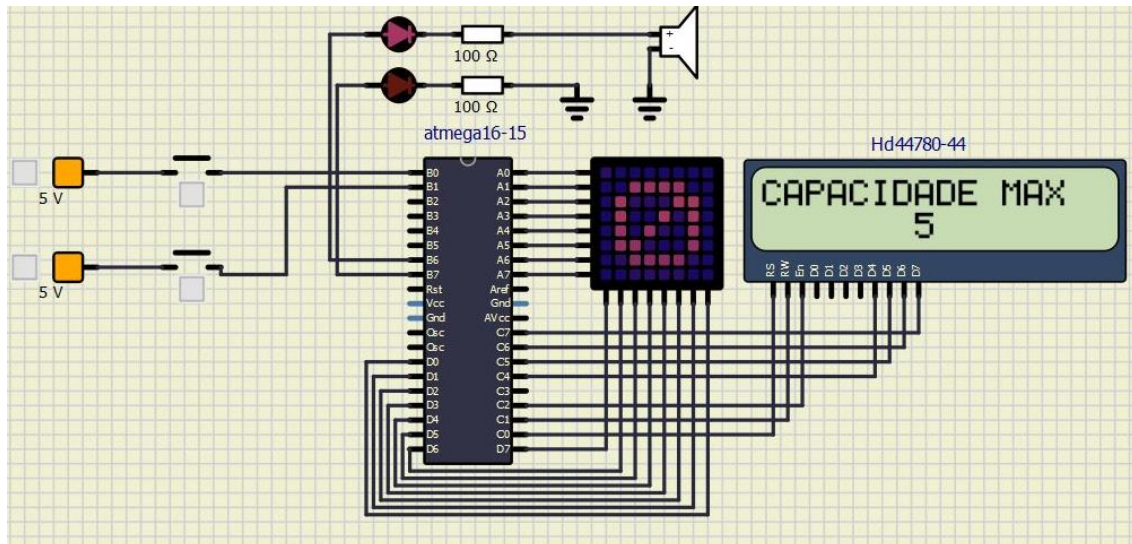 +
-
100 Ω
100 Ω
atmega16-15
Hd44780-44
5 V
5 V
B0 A0
B1 A1
B2 A2
B3 A3
B4 A4
B5 A5
B6 A6
B7 A7
Rst Aref
Vcc Gnd
Gnd AVcc
Osc C7
Osc C6
D0 C5
D1 C4
D2 C3
D3 C2
D4 C1
D5 C0
D6 D7
CAPACIDADE MAX
5
RS RW En D0 D1 D2 D3 D4 D5 D6 D7